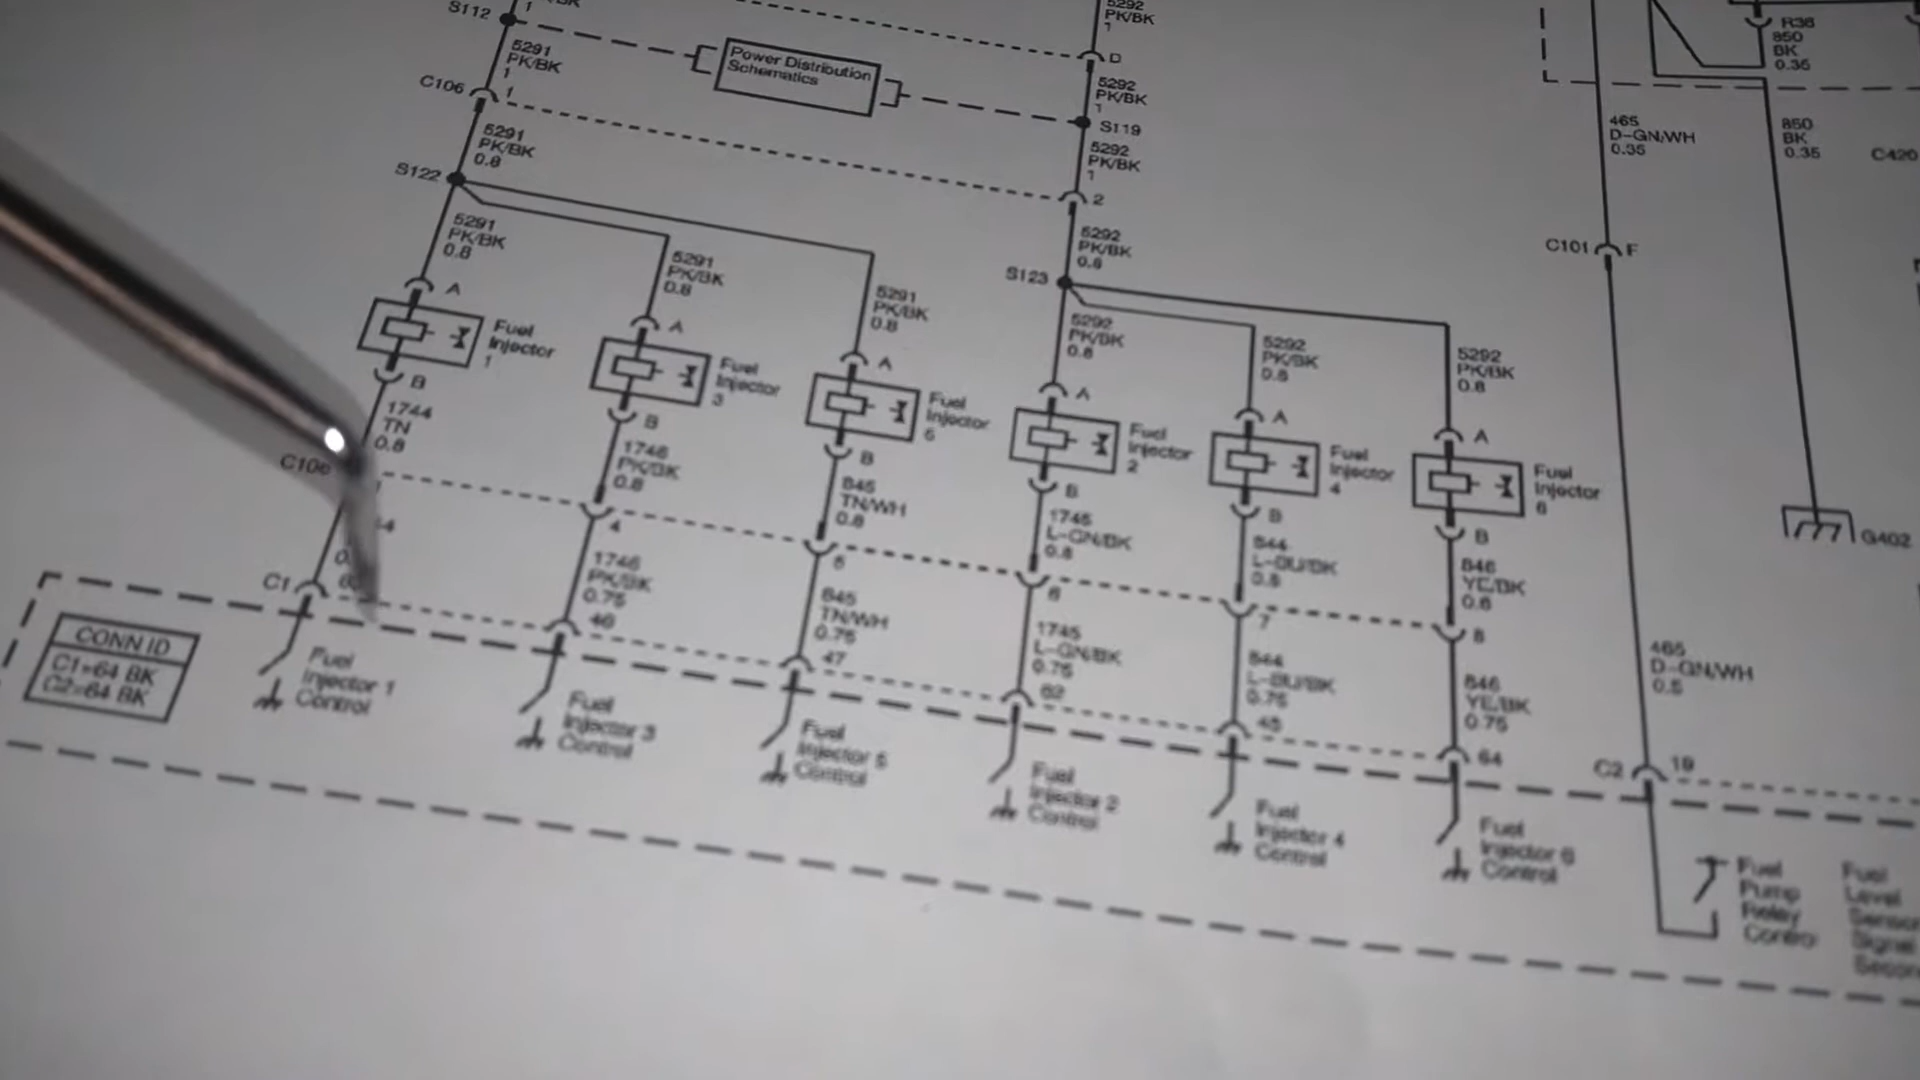 S112
1
5291
PK/BK
1
C106
1
5291
PK/BK
0.8
S122
Power Distribution
Schematics
5292
PK/BK
1
D
5292
PK/BK
1
S119
5292
PK/BK
1
2
5292
PK/BK
0.8
S123
R36
850
BK
0.35
465
D-GN/WH
0.35
850
BK
0.35
C420
C101
F
5291
PK/BK
0.8
A
Fuel
Injector
1
B
1744
TN
0.8
5291
PK/BK
0.8
A
Fuel
Injector
3
B
1746
PK/BK
0.8
5291
PK/BK
0.8
A
Fuel
Injector
5
B
845
TN/WH
0.8
5292
PK/BK
0.8
A
Fuel
Injector
2
B
1745
L-GN/BK
0.8
5292
PK/BK
0.8
A
Fuel
Injector
4
B
844
L-BU/BK
0.8
5292
PK/BK
0.8
A
Fuel
Injector
6
B
846
YE/BK
0.8
G402
C106
4
5
6
7
8
1746
PK/BK
0.75
845
TN/WH
0.75
1745
L-GN/BK
0.75
844
L-BU/BK
0.75
846
YE/BK
0.75
465
D-GN/WH
0.5
C1
46
47
62
45
64
C2
19
CONN ID
C1=64 BK
C2=64 BK
Fuel
Injector 1
Control
Fuel
Injector 3
Control
Fuel
Injector 5
Control
Fuel
Injector 2
Control
Fuel
Injector 4
Control
Fuel
Injector 6
Control
Fuel
Pump
Relay
Control
Fuel
Level
Sensor
Signal